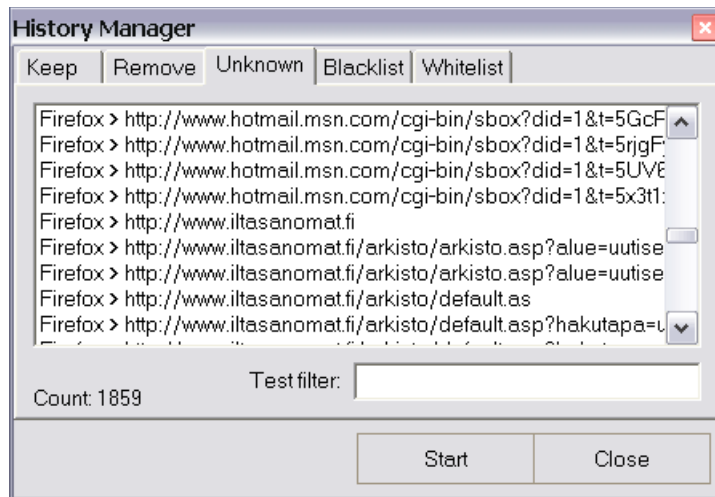 History Manager
Keep Remove Unknown Blacklist Whitelist
Firefox > http://www.hotmail.msn.com/cgi-bin/sbox?did=1&t=5GcF
Firefox > http://www.hotmail.msn.com/cgi-bin/sbox?did=1&t=5rjgF
Firefox > http://www.hotmail.msn.com/cgi-bin/sbox?did=1&t=5UV6
Firefox > http://www.hotmail.msn.com/cgi-bin/sbox?did=1&t=5x3t1
Firefox > http://www.iltasanomat.fi
Firefox > http://www.iltasanomat.fi/arkisto/arkisto.asp?alue=uutise
Firefox > http://www.iltasanomat.fi/arkisto/arkisto.asp?alue=uutise
Firefox > http://www.iltasanomat.fi/arkisto/default.as
Firefox > http://www.iltasanomat.fi/arkisto/default.asp?hakutapa=u
Test filter:
Count: 1859
Start Close